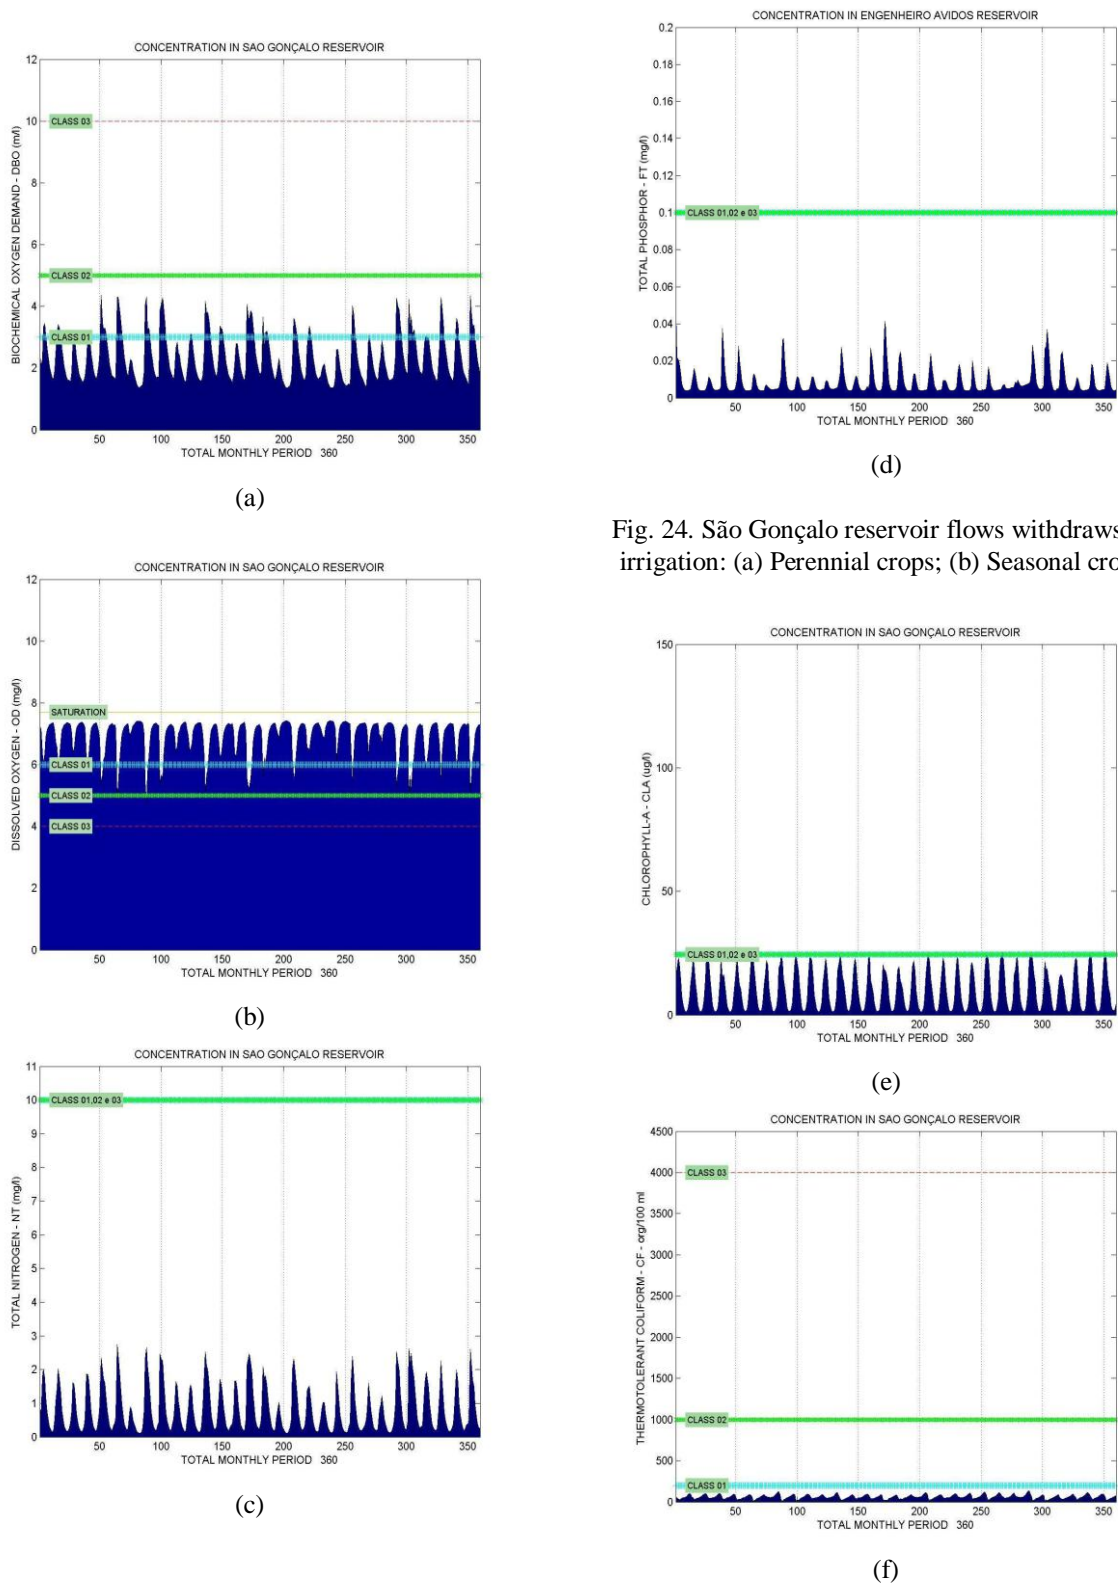 CONCENTRATION IN SAO GONÇALO RESERVOIR
12
10
8
6
4
2
0
CLASS 03
CLASS 02
CLASS 01
BIOCHEMICAL OXYGEN DEMAND - DBO (m/l)
50 100 150 200 250 300 350
TOTAL MONTHLY PERIOD 360
(a)
CONCENTRATION IN SAO GONÇALO RESERVOIR
12
10
8
6
4
2
0
SATURATION
CLASS 01
CLASS 02
CLASS 03
DISSOLVED OXYGEN - OD (mg/l)
50 100 150 200 250 300 350
TOTAL MONTHLY PERIOD 360
(b)
CONCENTRATION IN SAO GONÇALO RESERVOIR
11
10
9
8
7
6
5
4
3
2
1
0
CLASS 01,02 e 03
TOTAL NITROGEN - NT (mg/l)
50 100 150 200 250 300 350
TOTAL MONTHLY PERIOD 360
(c)
CONCENTRATION IN ENGENHEIRO AVIDOS RESERVOIR
0.2
0.18
0.16
0.14
0.12
0.1
0.08
0.06
0.04
0.02
0
CLASS 01,02 e 03
TOTAL PHOSPHOR - FT (mg/l)
50 100 150 200 250 300 350
TOTAL MONTHLY PERIOD 360
(d)
Fig. 24. São Gonçalo reservoir flows withdraws
irrigation: (a) Perennial crops; (b) Seasonal cro
CONCENTRATION IN SAO GONÇALO RESERVOIR
150
100
50
0
CLASS 01,02 e 03
CHLOROPHYLL-A - CLA (ug/l)
50 100 150 200 250 300 350
TOTAL MONTHLY PERIOD 360
(e)
CONCENTRATION IN SAO GONÇALO RESERVOIR
4500
4000
3500
3000
2500
2000
1500
1000
500
0
CLASS 03
CLASS 02
CLASS 01
THERMOTOLERANT COLIFORM - CF - org/100 ml
50 100 150 200 250 300 350
TOTAL MONTHLY PERIOD 360
(f)